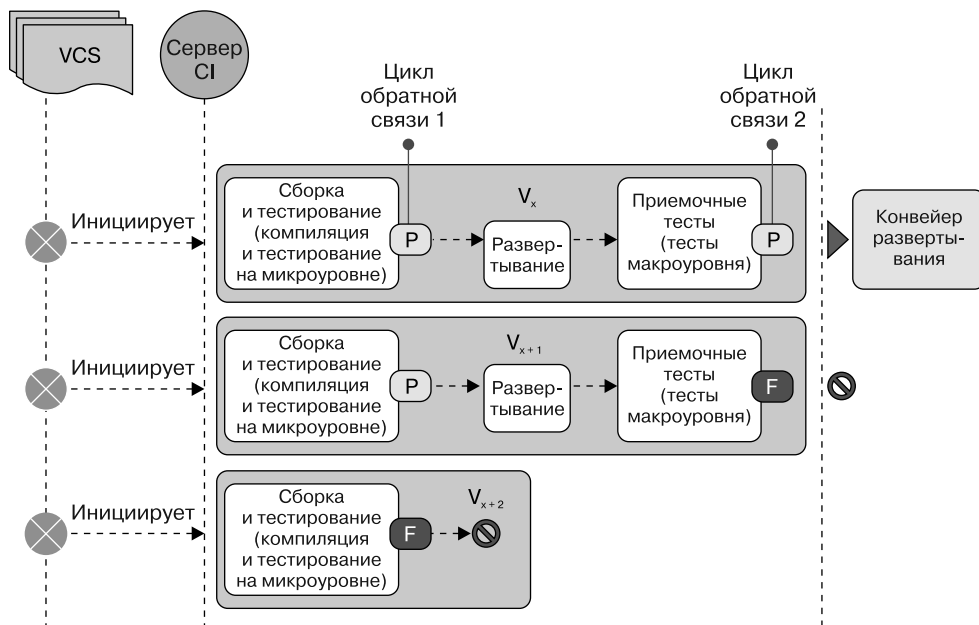 VCS
Сервер
CI
Цикл
обратной
связи 1
Цикл
обратной
связи 2
Инициирует
Сборка
и тестирование
(компиляция
и тестирование
на микроуровне)
P
Vx
Развер-
тывание
Приемочные
тесты
(тесты
макроуровня)
P
Конвейер
разверты-
вания
Инициирует
Сборка
и тестирование
(компиляция
и тестирование
на микроуровне)
P
Vx + 1
Развер-
тывание
Приемочные
тесты
(тесты
макроуровня)
F
Инициирует
Сборка
и тестирование
(компиляция
и тестирование
на микроуровне)
F
Vx + 2